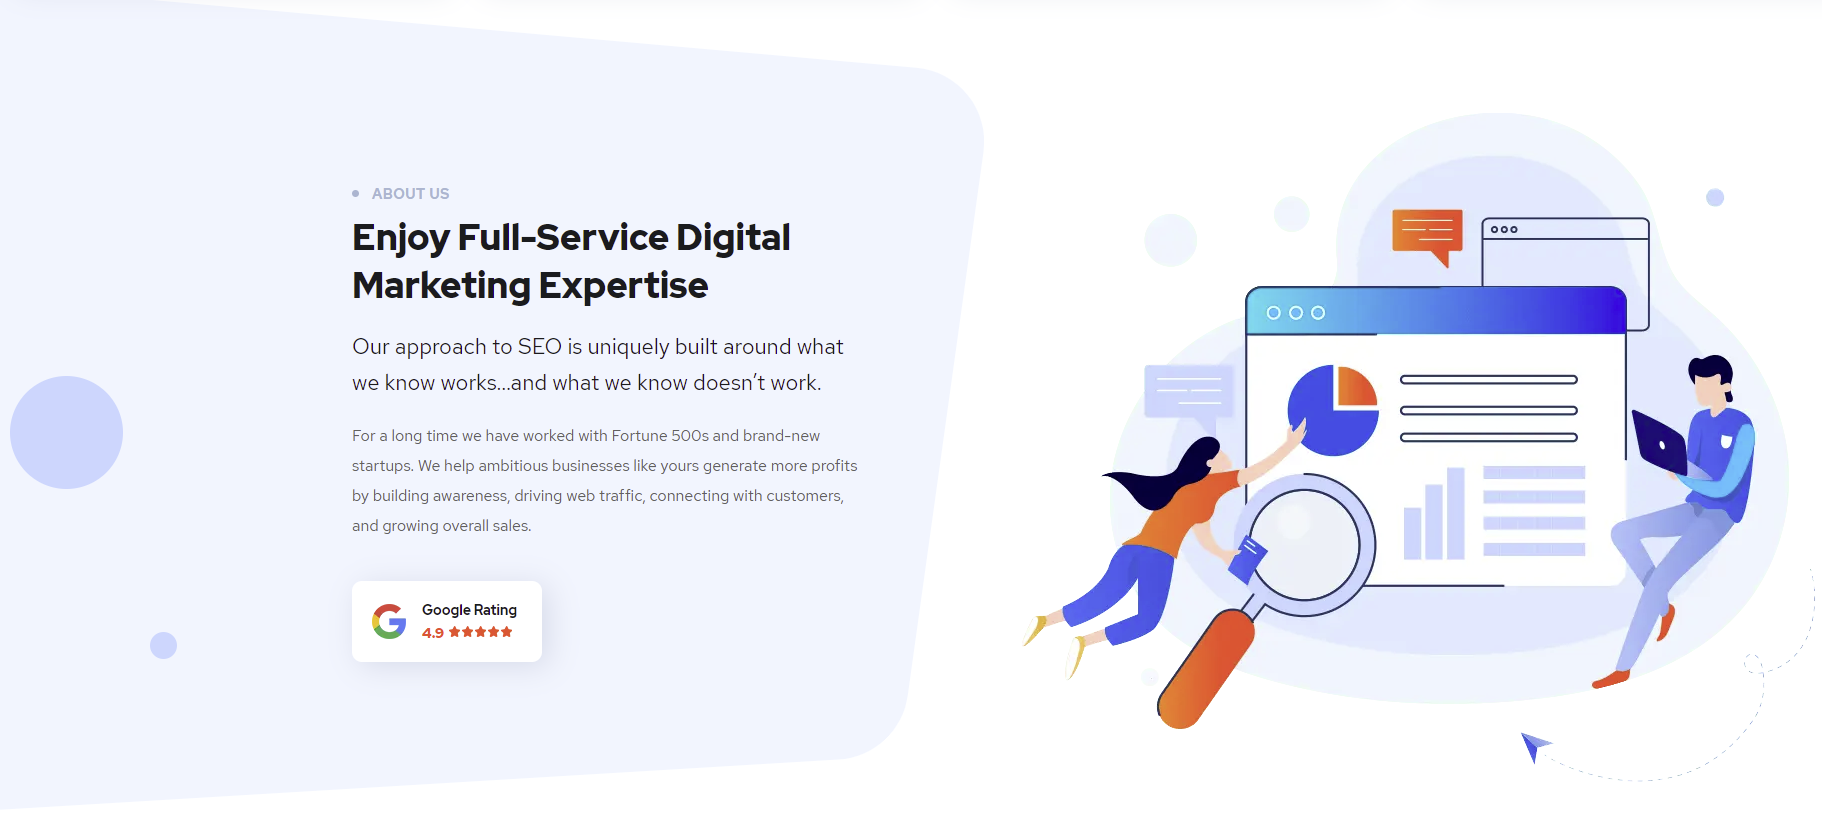 ABOUT US
Enjoy Full-Service Digital
Marketing Expertise
Our approach to SEO is uniquely built around what
we know works...and what we know doesn’t work.
For a long time we have worked with Fortune 500s and brand-new
startups. We help ambitious businesses like yours generate more profits
by building awareness, driving web traffic, connecting with customers,
and growing overall sales.
Google Rating
4.9